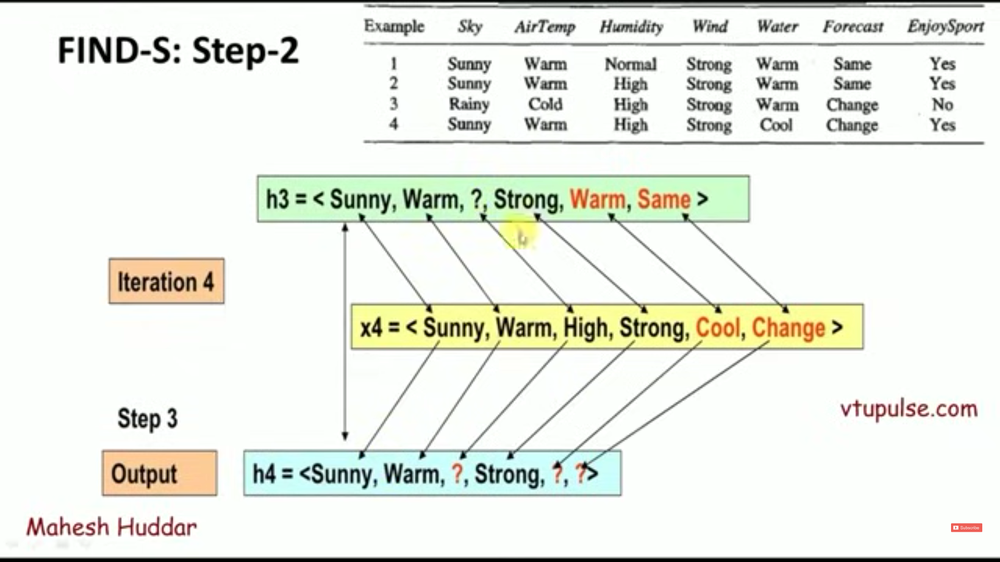 FIND-S: Step-2
Example Sky AirTemp Humidity Wind Water Forecast EnjoySport
1 Sunny Warm Normal Strong Warm Same Yes
2 Sunny Warm High Strong Warm Same Yes
3 Rainy Cold High Strong Warm Change No
4 Sunny Warm High Strong Cool Change Yes
h3 = < Sunny, Warm, ?, Strong, Warm, Same >
Iteration 4
x4 = < Sunny, Warm, High, Strong, Cool, Change >
vtupulse.com
Step 3
Output
h4 = <Sunny, Warm, ?, Strong, ?, ?>
Mahesh Huddar
Subscribe